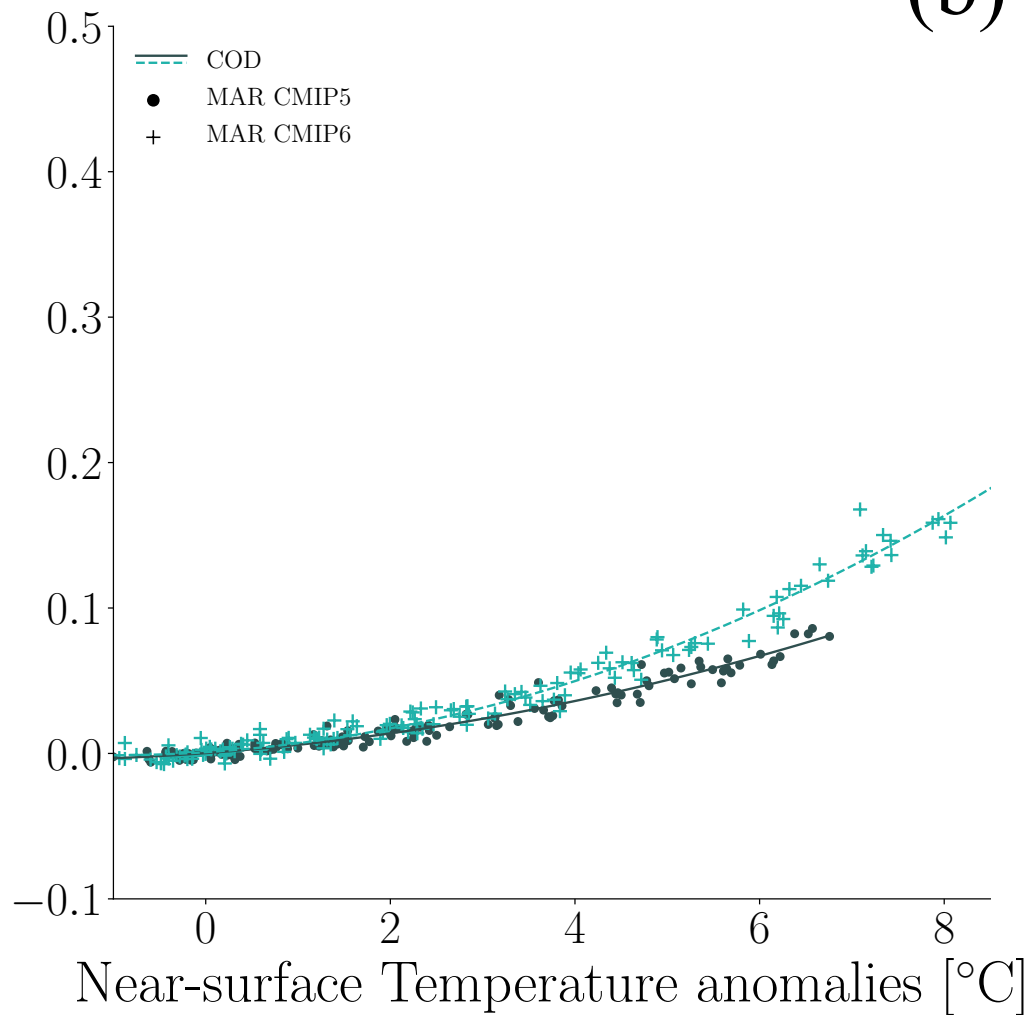 (b)
0.5
COD
MAR CMIP5
MAR CMIP6
0.4
0.3
0.2
0.1
0.0
−0.1
0 2 4 6 8
Near-surface Temperature anomalies [°C]